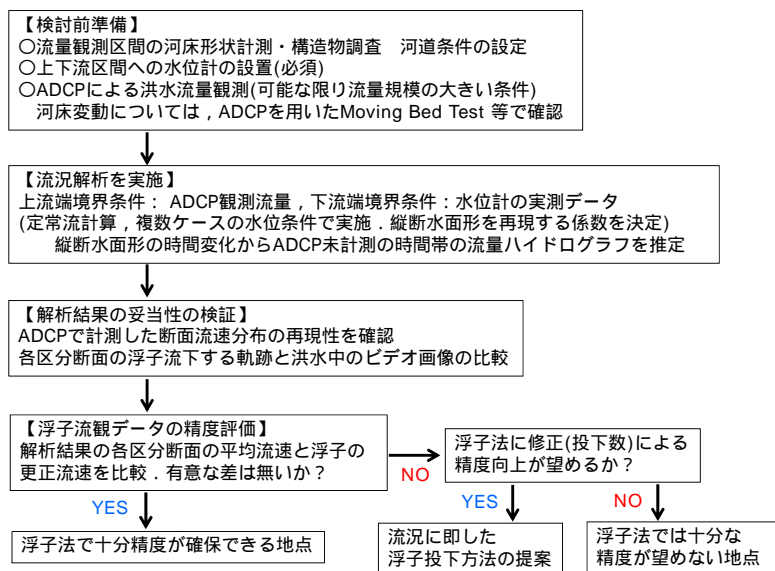 【検討前準備】
○流量観測区間の河床形状計測・構造物調査　河道条件の設定
○上下流区間への水位計の設置(必須)
○ADCPによる洪水流量観測(可能な限り流量規模の大きい条件)
河床変動については，ADCPを用いたMoving Bed Test 等で確認
【流況解析を実施】
上流端境界条件： ADCP観測流量，下流端境界条件：水位計の実測データ
(定常流計算，複数ケースの水位条件で実施．縦断水面形を再現する係数を決定)
縦断水面形の時間変化からADCP未計測の時間帯の流量ハイドログラフを推定
【解析結果の妥当性の検証】
ADCPで計測した断面流速分布の再現性を確認
各区分断面の浮子流下する軌跡と洪水中のビデオ画像の比較
【浮子流観データの精度評価】
解析結果の各区分断面の平均流速と浮子の
更正流速を比較．有意な差は無いか？
NO
浮子法に修正(投下数)による
精度向上が望めるか？
YES
YES
NO
浮子法で十分精度が確保できる地点
流況に即した
浮子投下方法の提案
浮子法では十分な
精度が望めない地点